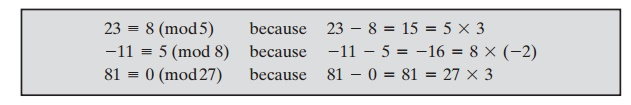 23 ≡ 8 (mod 5) because 23 − 8 = 15 = 5 × 3
−11 ≡ 5 (mod 8) because −11 − 5 = −16 = 8 × (−2)
81 ≡ 0 (mod 27) because 81 − 0 = 81 = 27 × 3